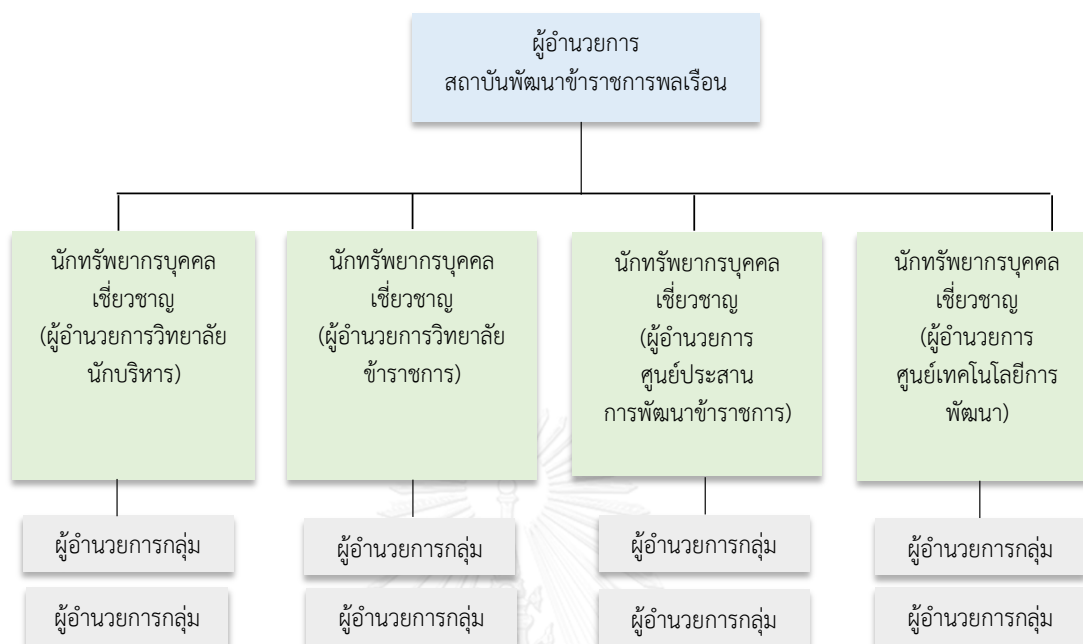 ผู้อำนวยการ
สถาบันพัฒนาข้าราชการพลเรือน
นักทรัพยากรบุคคล
เชี่ยวชาญ
(ผู้อำนวยการวิทยาลัย
นักบริหาร)
นักทรัพยากรบุคคล
เชี่ยวชาญ
(ผู้อำนวยการวิทยาลัย
ข้าราชการ)
นักทรัพยากรบุคคล
เชี่ยวชาญ
(ผู้อำนวยการ
ศูนย์ประสาน
การพัฒนาข้าราชการ)
นักทรัพยากรบุคคล
เชี่ยวชาญ
(ผู้อำนวยการ
ศูนย์เทคโนโลยีการ
พัฒนา)
ผู้อำนวยการกลุ่ม
ผู้อำนวยการกลุ่ม
ผู้อำนวยการกลุ่ม
ผู้อำนวยการกลุ่ม
ผู้อำนวยการกลุ่ม
ผู้อำนวยการกลุ่ม
ผู้อำนวยการกลุ่ม
ผู้อำนวยการกลุ่ม